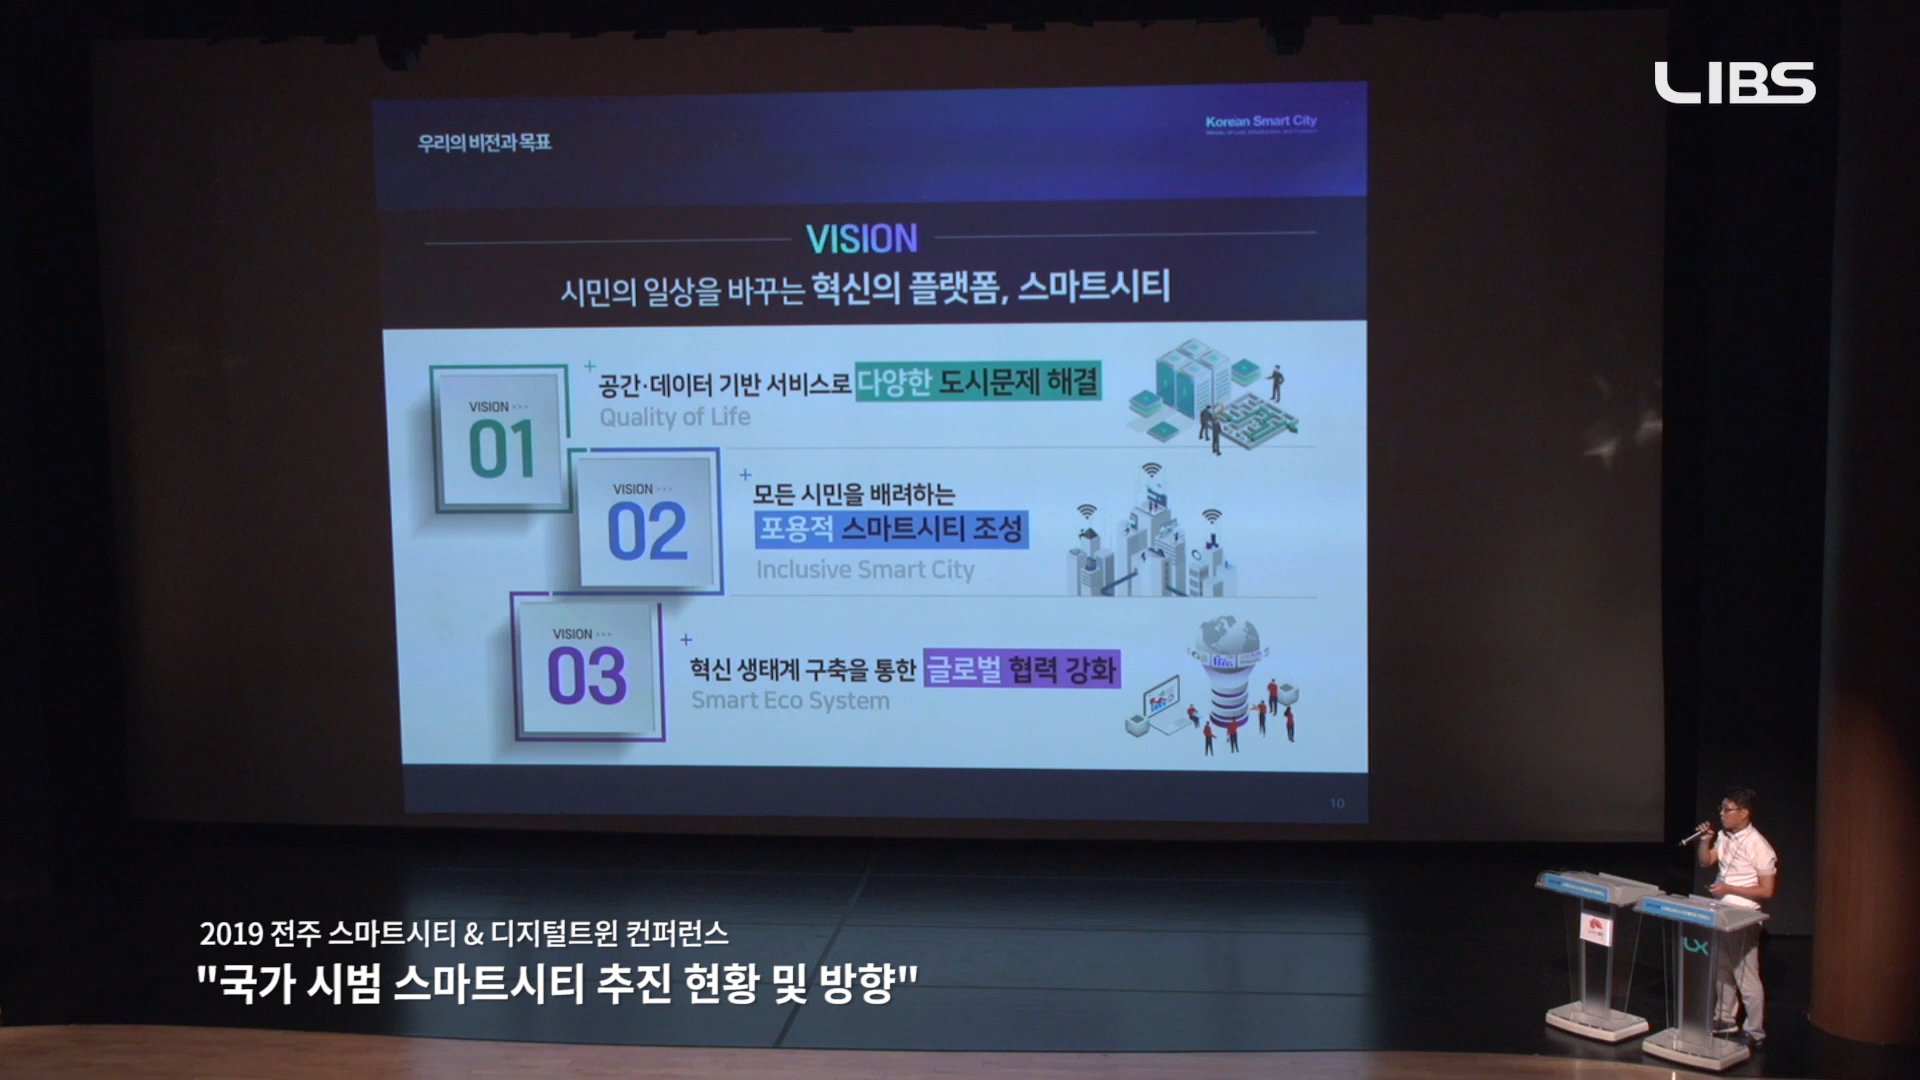 LIBS
우리의 비전과 목표
Korean Smart City
VISION
시민의 일상을 바꾸는 혁신의 플랫폼, 스마트시티
VISION
01
공간·데이터 기반 서비스로 다양한 도시문제 해결
Quality of Life
VISION
02
모든 시민을 배려하는
포용적 스마트시티 조성
Inclusive Smart City
VISION
03
혁신 생태계 구축을 통한 글로벌 협력 강화
Smart Eco System
10
LX
2019 전주 스마트시티 & 디지털트윈 컨퍼런스
"국가 시범 스마트시티 추진 현황 및 방향"